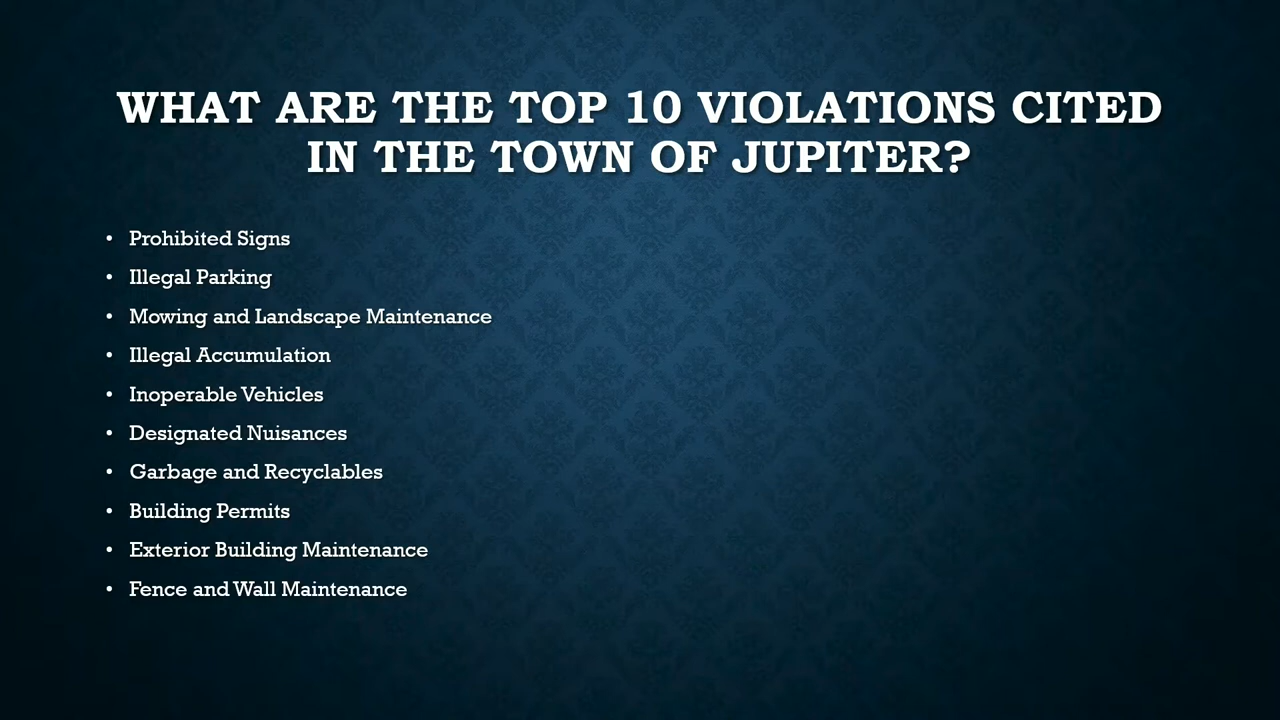 WHAT ARE THE TOP 10 VIOLATIONS CITED
IN THE TOWN OF JUPITER?
• Prohibited Signs
• Illegal Parking
• Mowing and Landscape Maintenance
• Illegal Accumulation
• Inoperable Vehicles
• Designated Nuisances
• Garbage and Recyclables
• Building Permits
• Exterior Building Maintenance
• Fence and Wall Maintenance